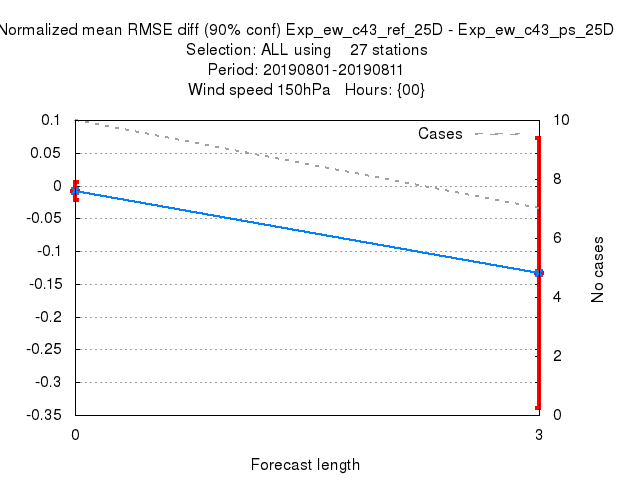 Normalized mean RMSE diff (90% conf) Exp_ew_c43_ref_25D - Exp_ew_c43_ps_25D
Selection: ALL using    27 stations
Period: 20190801-20190811
Wind speed 150hPa   Hours: {00}
Cases
0.1
0.05
0
-0.05
-0.1
-0.15
-0.2
-0.25
-0.3
-0.35
10
8
6
4
2
0
No cases
0
3
Forecast length